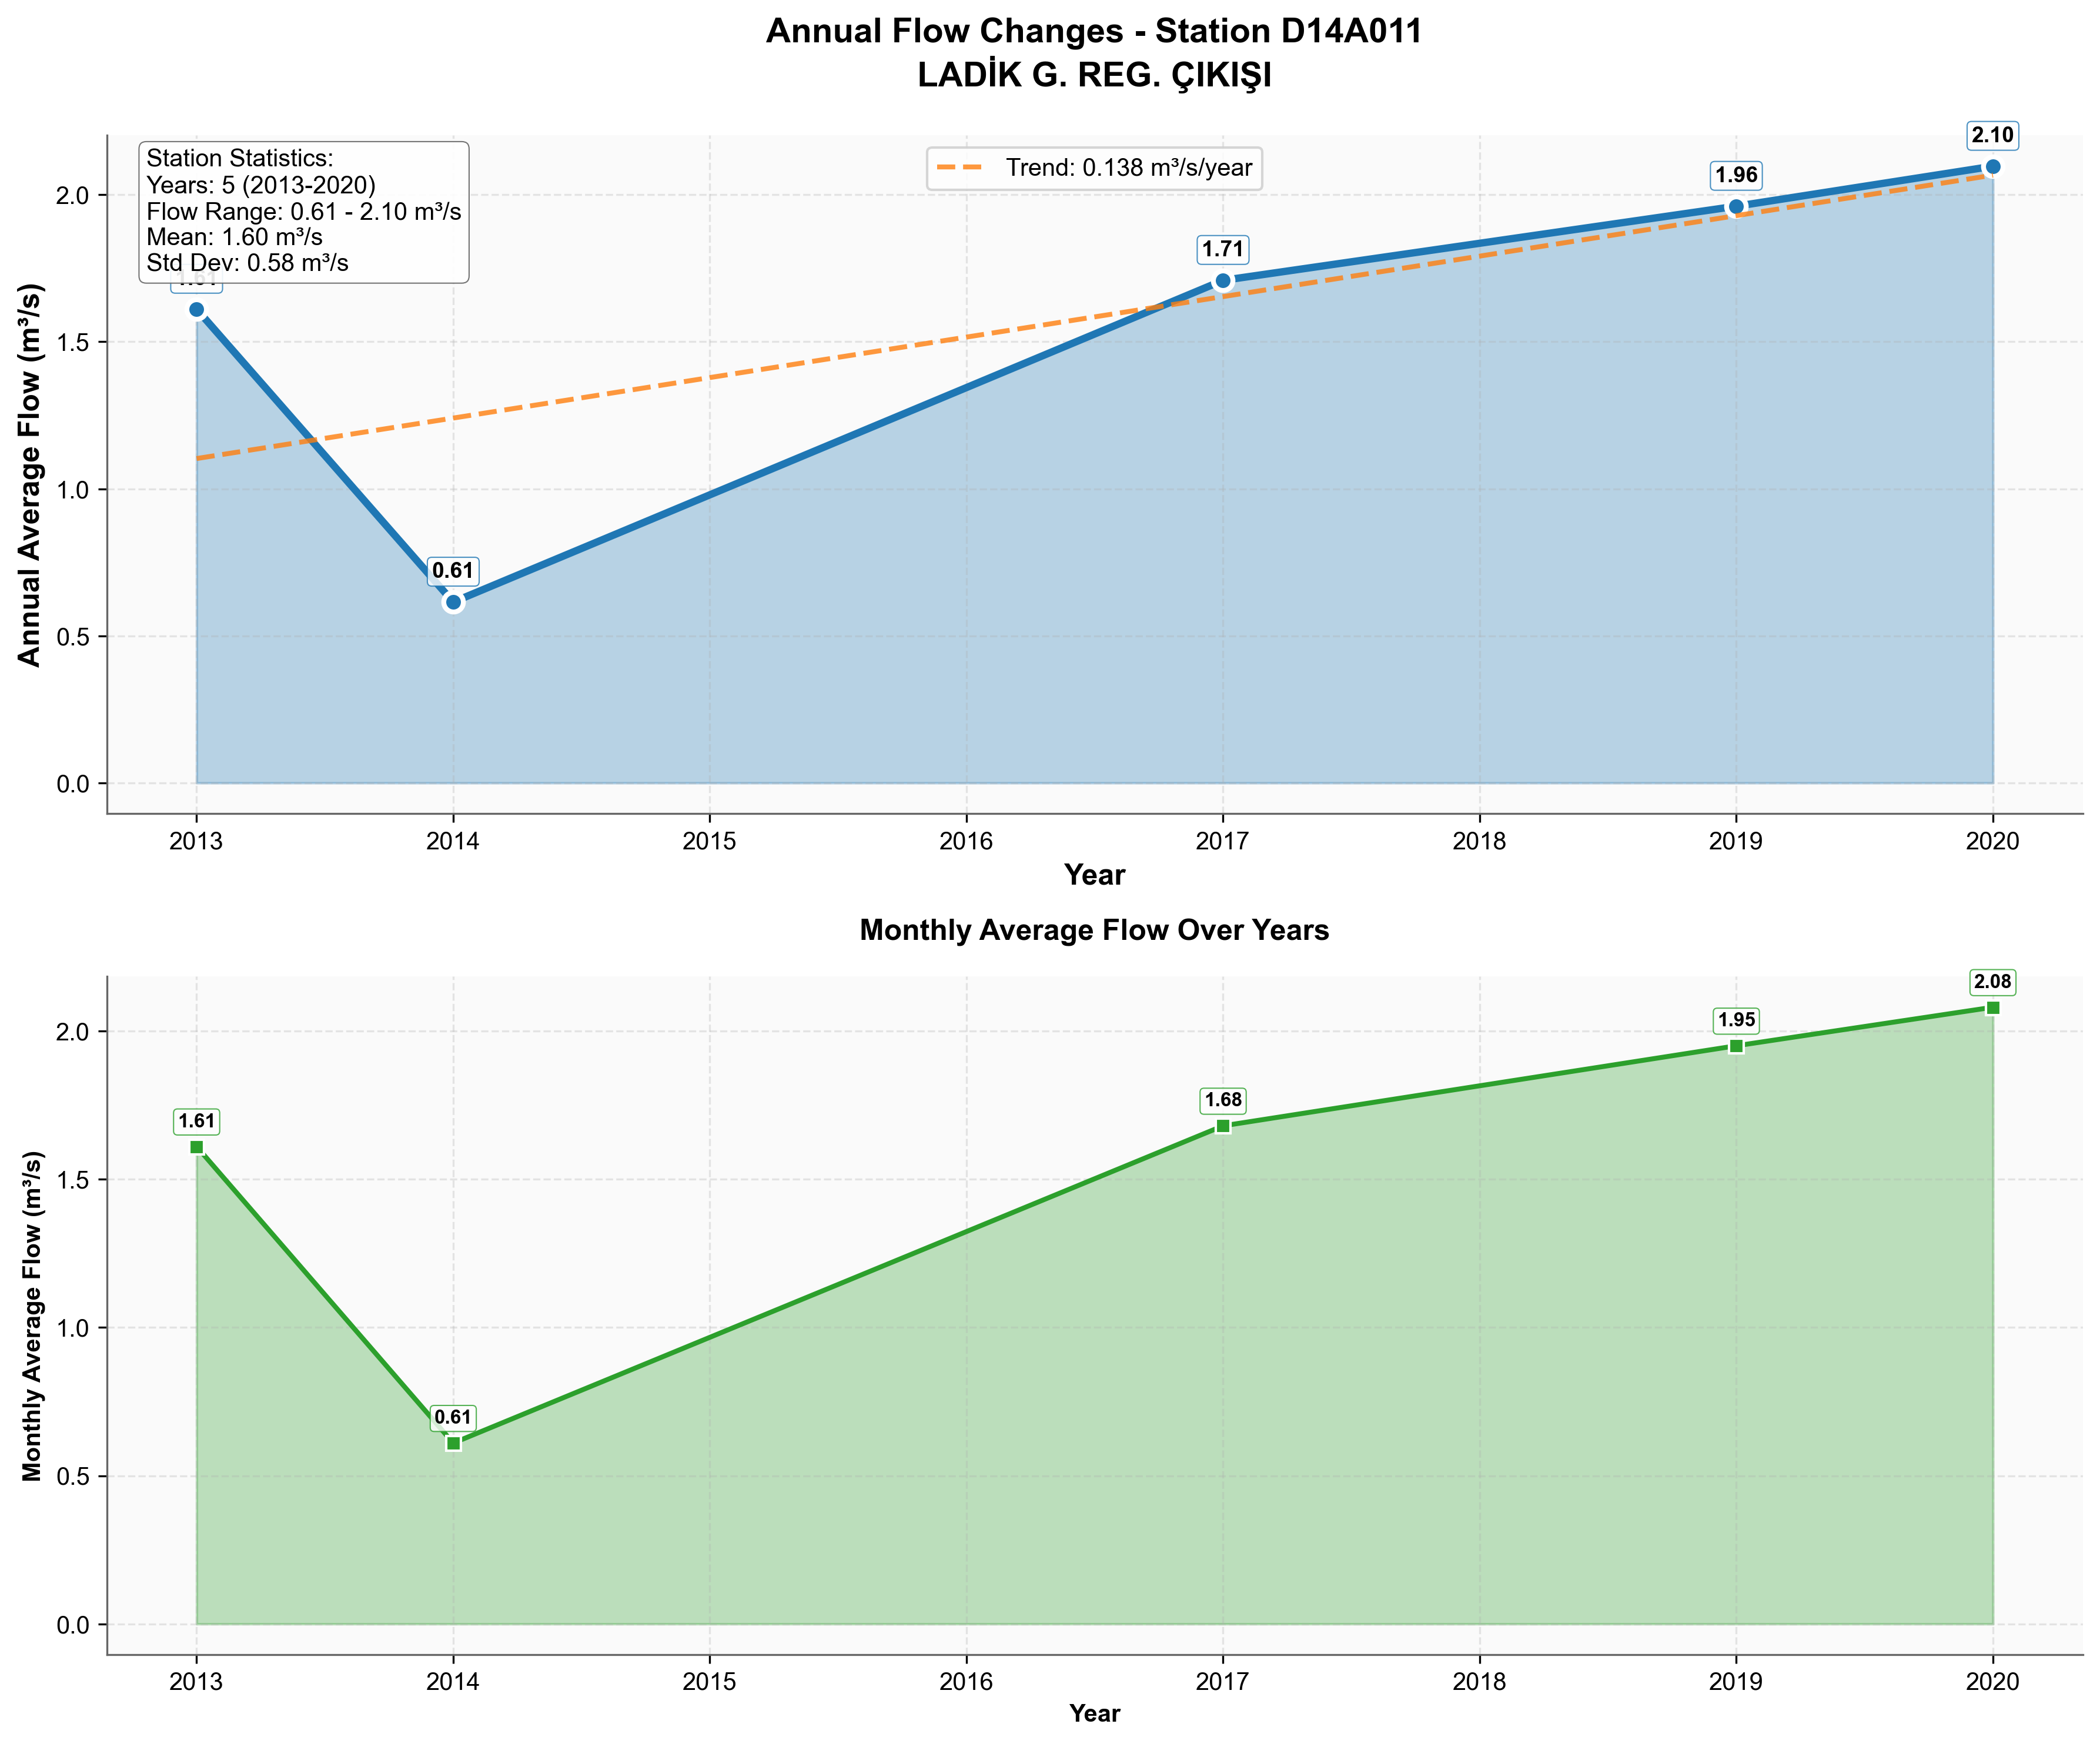 Annual Flow Changes - Station D14A011
LADİK G. REG. ÇIKIŞI
Station Statistics:
Years: 5 (2013-2020)
Flow Range: 0.61 - 2.10 m³/s
Mean: 1.60 m³/s
Std Dev: 0.58 m³/s
Trend: 0.138 m³/s/year
0.61
1.71
1.96
2.10
Annual Average Flow (m³/s)
2.0
1.5
1.0
0.5
0.0
2013 2014 2015 2016 2017 2018 2019 2020
Year
Monthly Average Flow Over Years
1.61
0.61
1.68
1.95
2.08
Monthly Average Flow (m³/s)
2.0
1.5
1.0
0.5
0.0
2013 2014 2015 2016 2017 2018 2019 2020
Year